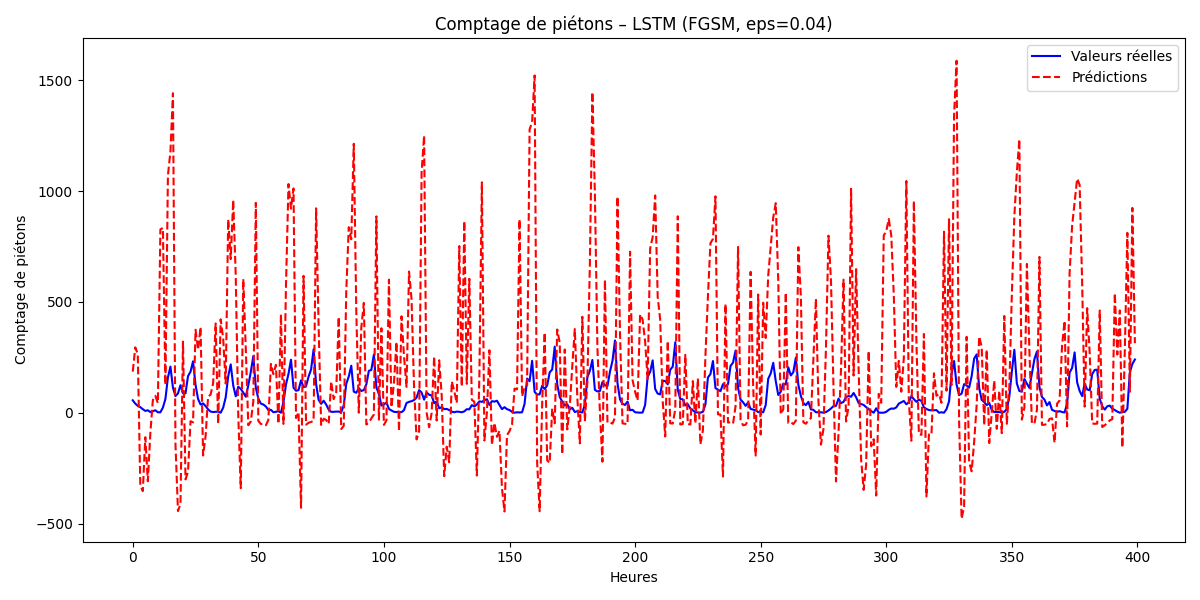 Comptage de piétons – LSTM (FGSM, eps=0.04)
Valeurs réelles
Prédictions
Comptage de piétons
1500
1000
500
0
−500
0 50 100 150 200 250 300 350 400
Heures